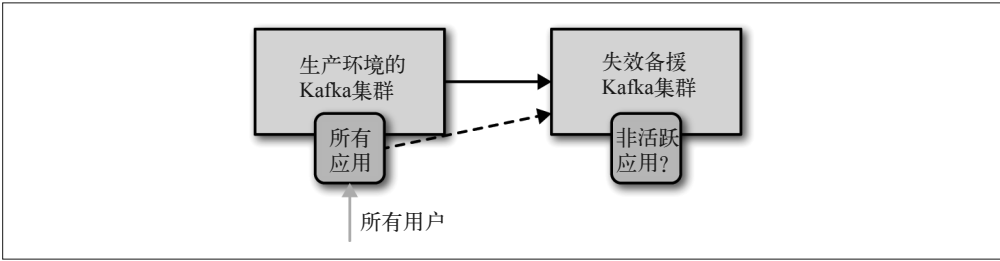 生产环境的
Kafka集群
失效备援
Kafka集群
所有
应用
非活跃
应用？
所有用户